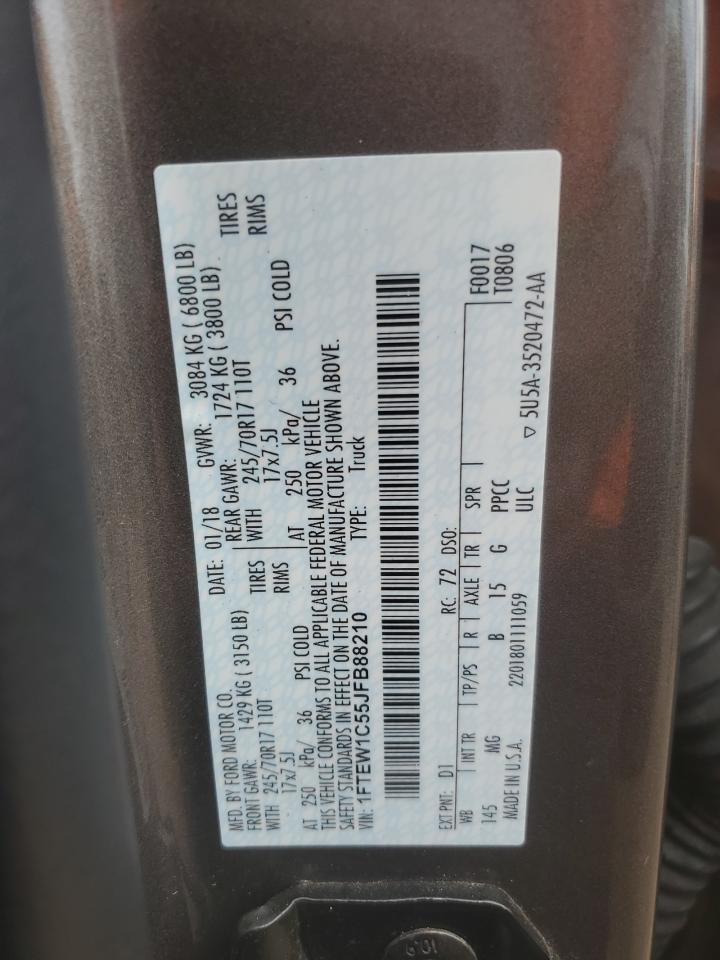 MFD. BY FORD MOTOR CO.
DATE: 01/18 GVWR: 3084 KG ( 6800 LB)
FRONT GAWR: 1429 KG ( 3150 LB) REAR GAWR: 1724 KG ( 3800 LB)
WITH 245/70R17 110T TIRES WITH 245/70R17 110T TIRES
17x7.5J RIMS 17x7.5J RIMS
AT 250 kPa/ 36 PSI COLD AT 250 kPa/ 36 PSI COLD
THIS VEHICLE CONFORMS TO ALL APPLICABLE FEDERAL MOTOR VEHICLE
SAFETY STANDARDS IN EFFECT ON THE DATE OF MANUFACTURE SHOWN ABOVE.
VIN: 1FTEW1C55JFB88210 TYPE: Truck
EXT PNT: D1 RC: 72 DSO:
WB INT TR TP/PS R AXLE TR SPR F0017
145 MG B 15 G PPCC T0806
MADE IN U.S.A. 2201801111059 ULC
▽ 5U5A-3520472-AA
10.9